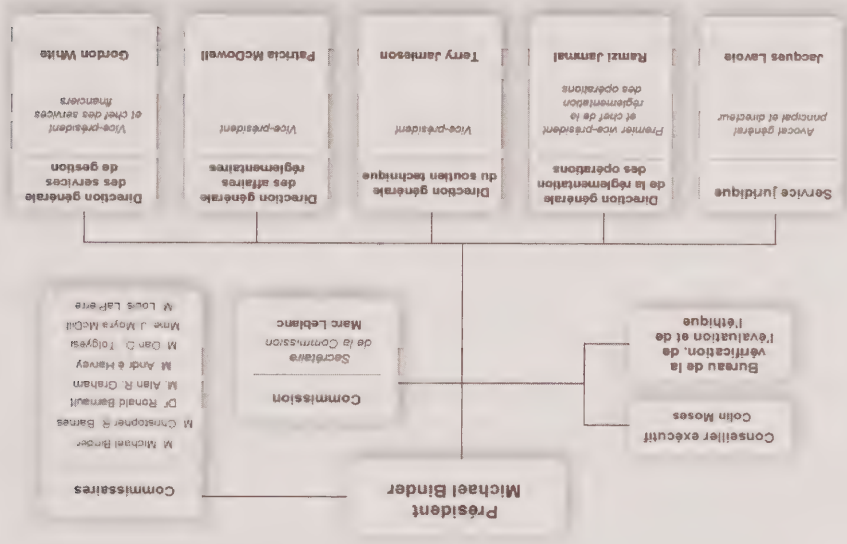 Président
Michael Binder
Commissaires
M Michael Binder
M Christopher R. Barnes
Dr Ronald Barriault
M. Alan R. Graham
M. André Harvey
M Dan D. Tolgyesi
Mme J. Moyra McDill
M Louis LaPierre
Conseiller exécutif
Colin Moses
Bureau de la
vérification, de
l'évaluation et de
l'éthique
Commission
Secrétaire
de la Commission
Marc Leblanc
Service juridique
Avocat général
principal et directeur
Jacques Lavoie
Direction générale
de la réglementation
des opérations
Premier vice-président
et chef de la
réglementation
des opérations
Ramzi Jammal
Direction générale
du soutien technique
Vice-président
Terry Jamieson
Direction générale
des affaires
réglementaires
Vice-président
Patricia McDowell
Direction générale
des services
de gestion
Vice-président
et chef des services
financiers
Gordon White